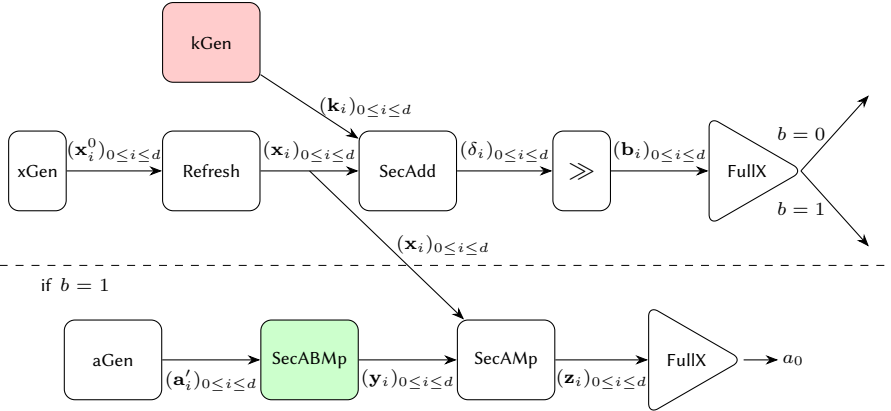 kGen
(k_i)_{0≤i≤d}
xGen
(x_i^0)_{0≤i≤d}
Refresh
(x_i)_{0≤i≤d}
SecAdd
(δ_i)_{0≤i≤d}
≫
(b_i)_{0≤i≤d}
FullX
b = 0
b = 1
(x_i)_{0≤i≤d}
if b = 1
aGen
(a′_i)_{0≤i≤d}
SecABMp
(y_i)_{0≤i≤d}
SecAMp
(z_i)_{0≤i≤d}
FullX
a_0